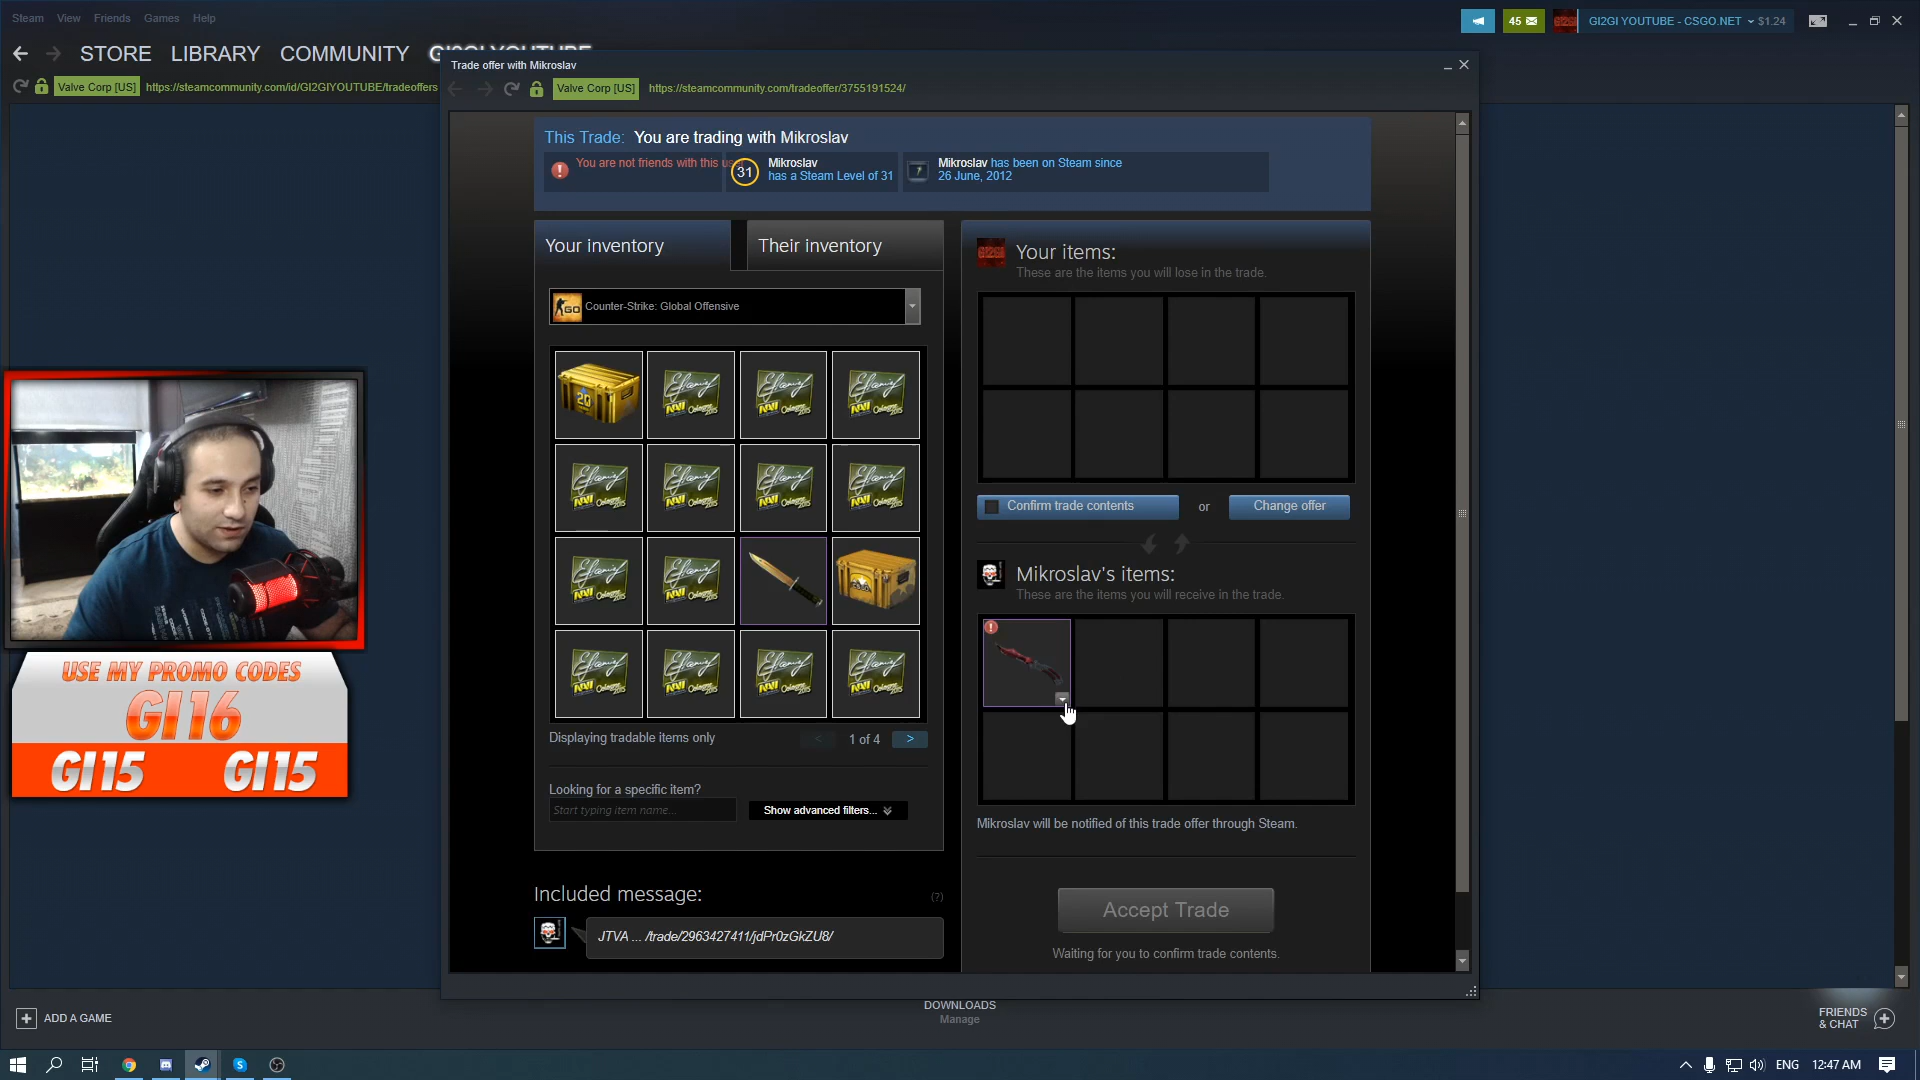 Steam View Friends Games Help
45
GI2GI YOUTUBE - CSGO.NET
$1.24
STORE LIBRARY COMMUNITY
Valve Corp [US]
https://steamcommunity.com/id/GI2GIYOUTUBE/tradeoffers
Trade offer with Mikroslav
Valve Corp [US]
https://steamcommunity.com/tradeoffer/3755191524/
This Trade: You are trading with Mikroslav
You are not friends with this
31
Mikroslav
has a Steam Level of 31
Mikroslav has been on Steam since
26 June, 2012
Your inventory
Their inventory
Counter-Strike: Global Offensive
Displaying tradable items only
<
1 of 4
>
Looking for a specific item?
Start typing item name...
Show advanced filters...
Included message:
(?)
JTVA ... /trade/2963427411/jdPr0zGkZU8/
Your items:
These are the items you will lose in the trade.
Confirm trade contents
or
Change offer
Mikroslav's items:
These are the items you will receive in the trade.
Mikroslav will be notified of this trade offer through Steam.
Accept Trade
Waiting for you to confirm trade contents.
USE MY PROMO CODES
GI16
GI15 GI15
ADD A GAME
DOWNLOADS
Manage
FRIENDS
& CHAT
ENG
12:47 AM